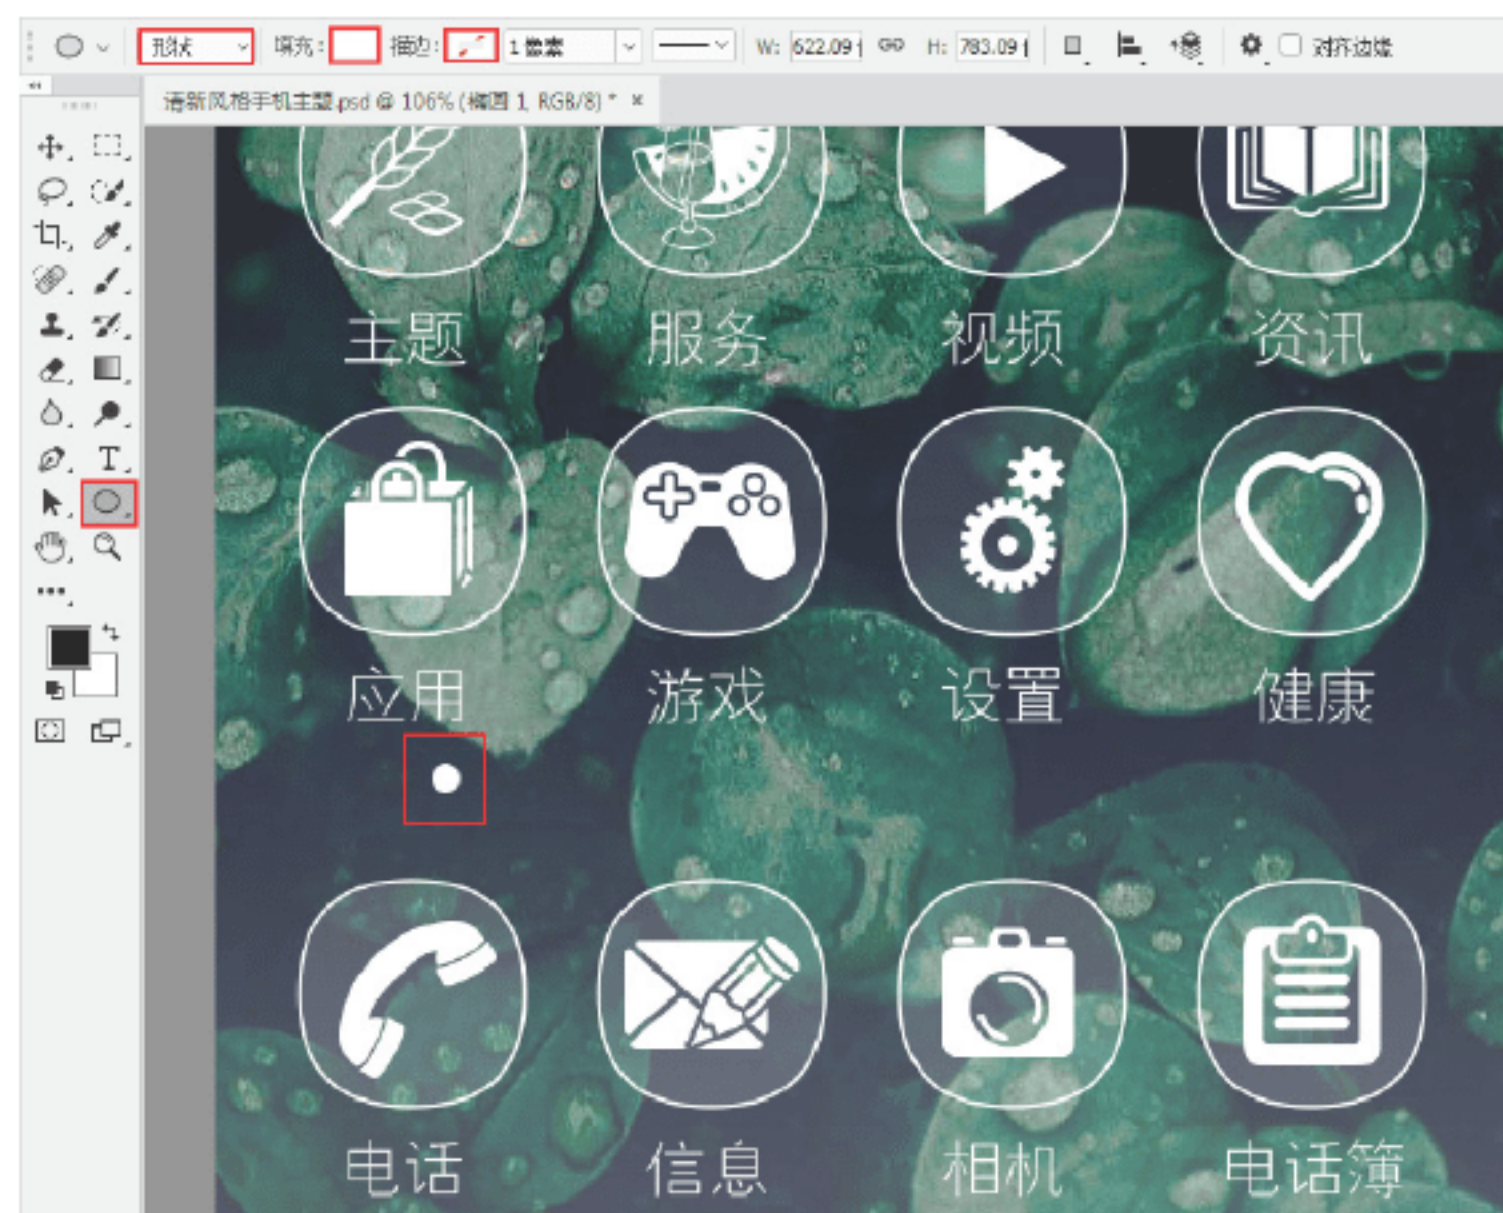 形状 填充: 描边: 1 像素 W: 622.09 H: 783.09 对齐边缘
清新风格手机主题.psd @ 106% (椭圆 1, RGB/8) * ×
主题 服务 视频 资讯
应用 游戏 设置 健康
电话 信息 相机 电话簿